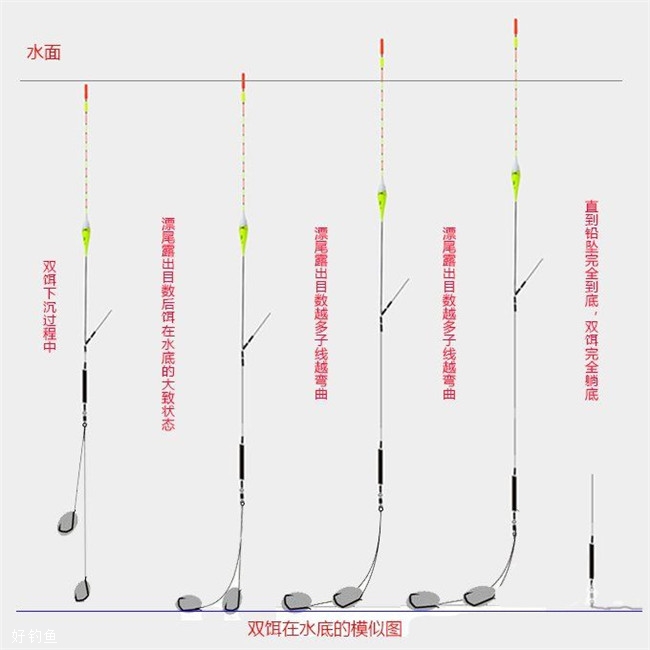 水面
双饵下沉过程中
漂尾露出目数后饵在水底的大致状态
漂尾露出目数越多子线越弯曲
漂尾露出目数越多子线越弯曲
直到铅坠完全到底，双饵完全躺底
双饵在水底的模似图
好钓鱼